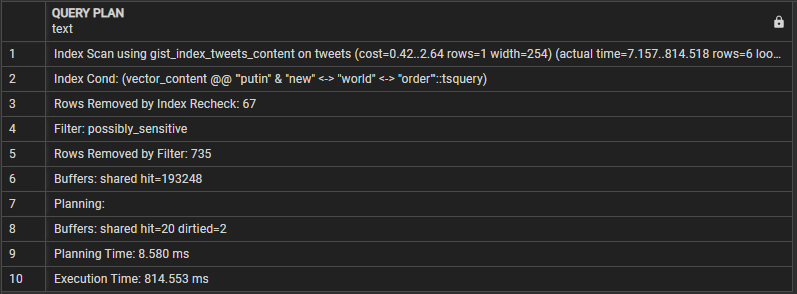 QUERY PLAN
text
1 Index Scan using gist_index_tweets_content on tweets (cost=0.42..2.64 rows=1 width=254) (actual time=7.157..814.518 rows=6 loo...
2 Index Cond: (vector_content @@ '"putin" & "new" <-> "world" <-> "order"'::tsquery)
3 Rows Removed by Index Recheck: 67
4 Filter: possibly_sensitive
5 Rows Removed by Filter: 735
6 Buffers: shared hit=193248
7 Planning:
8 Buffers: shared hit=20 dirtied=2
9 Planning Time: 8.580 ms
10 Execution Time: 814.553 ms